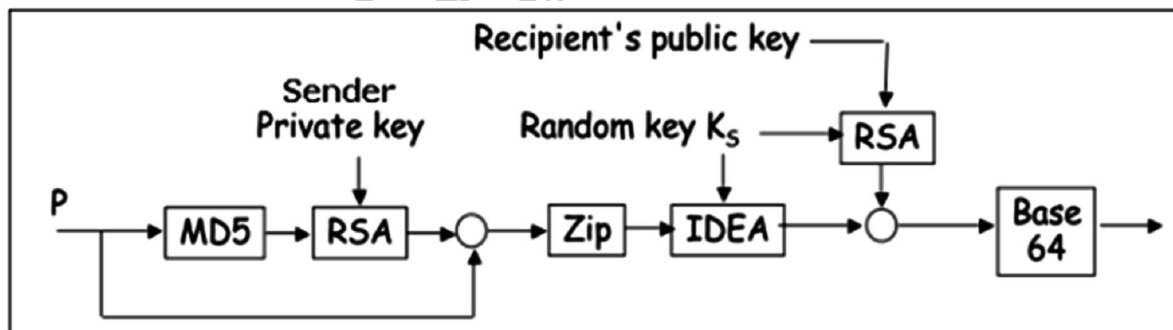 Recipient's public key
Sender
Private key
Random key Ks
RSA
P
MD5
RSA
Zip
IDEA
Base
64